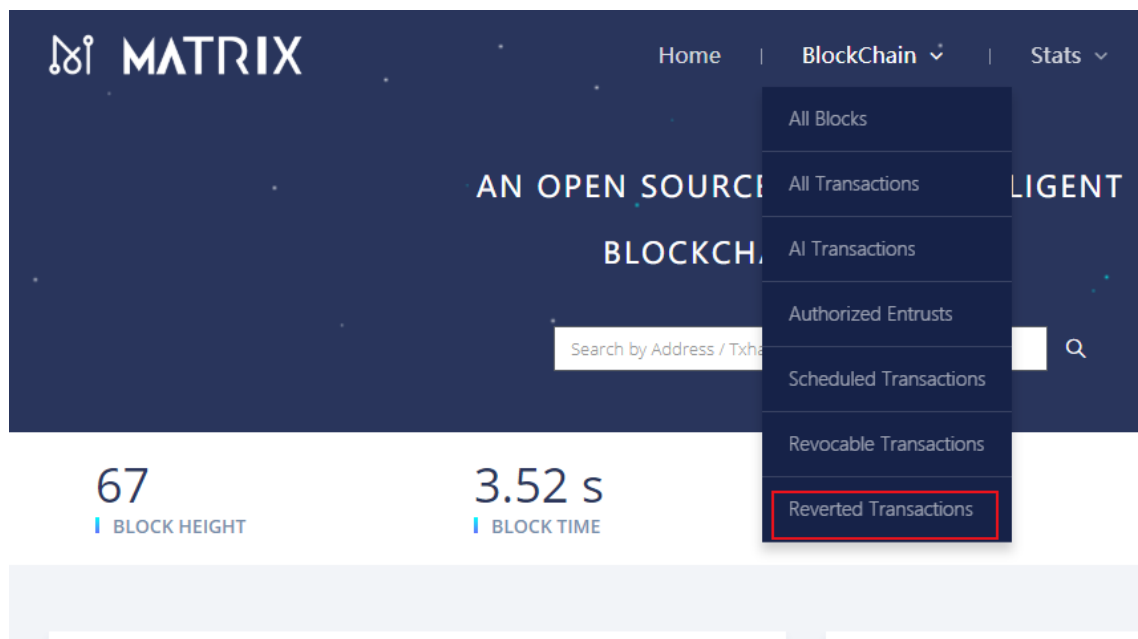 MATRIX
Home | BlockChain | Stats
All Blocks
All Transactions
AI Transactions
Authorized Entrusts
Scheduled Transactions
Revocable Transactions
Reverted Transactions
AN OPEN SOURCE LIGENT
BLOCKCHA
Search by Address / Txha
67
BLOCK HEIGHT
3.52 s
BLOCK TIME